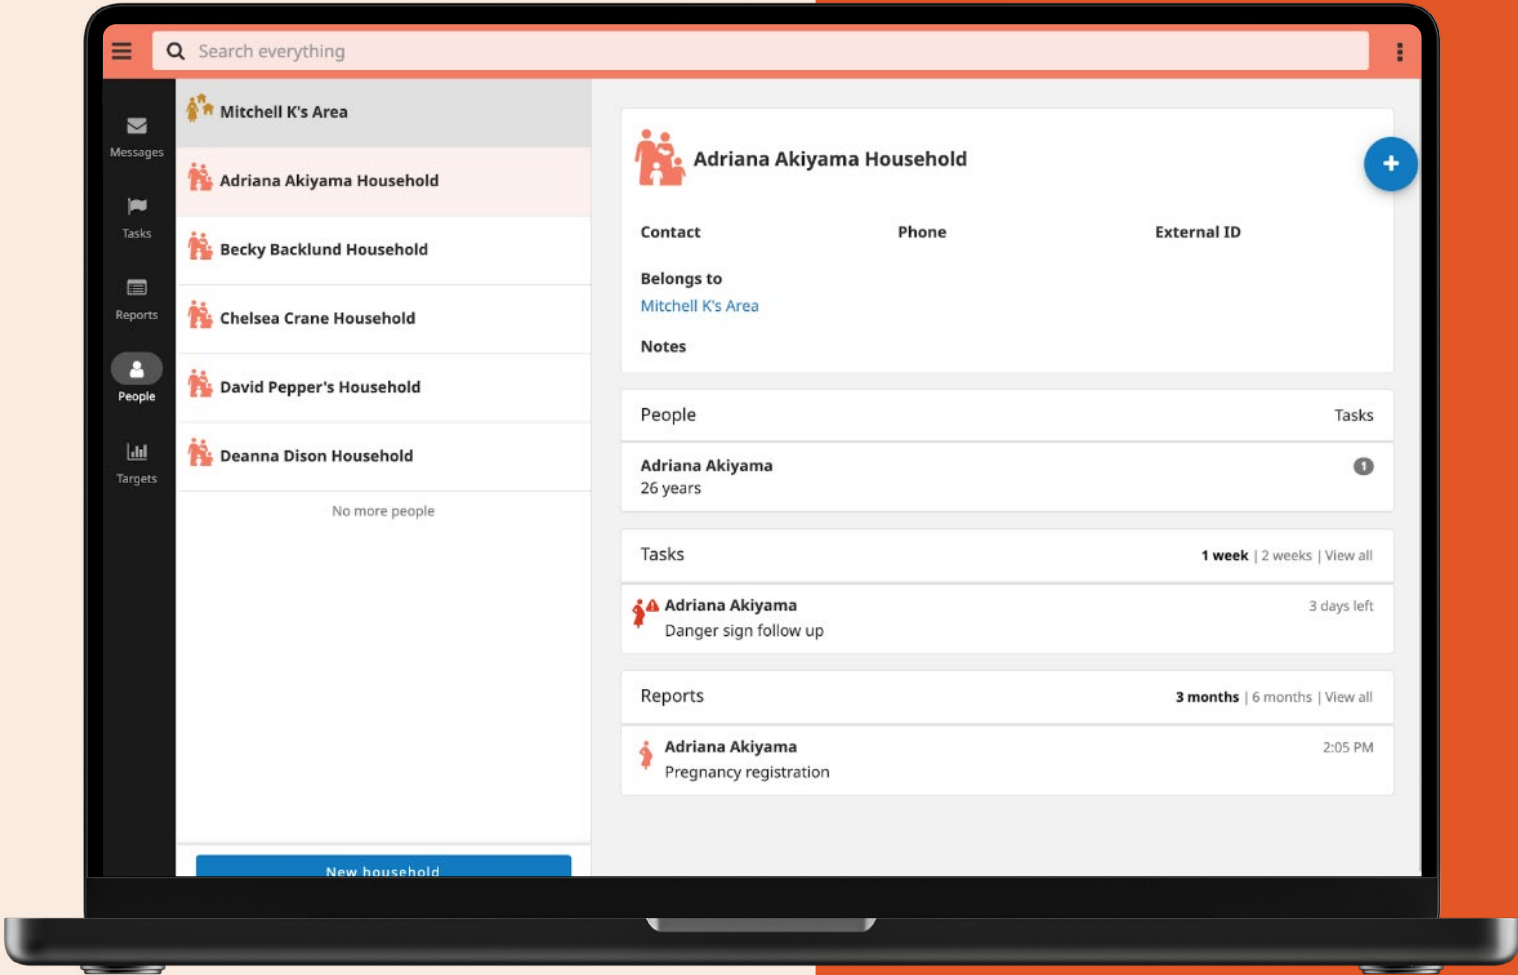 Search everything
Messages
Tasks
Reports
People
Targets
Mitchell K's Area
Adriana Akiyama Household
Becky Backlund Household
Chelsea Crane Household
David Pepper's Household
Deanna Dison Household
No more people
New household
Adriana Akiyama Household
+
Contact Phone External ID
Belongs to
Mitchell K's Area
Notes
People Tasks
Adriana Akiyama 1
26 years
Tasks 1 week | 2 weeks | View all
Adriana Akiyama 3 days left
Danger sign follow up
Reports 3 months | 6 months | View all
Adriana Akiyama 2:05 PM
Pregnancy registration